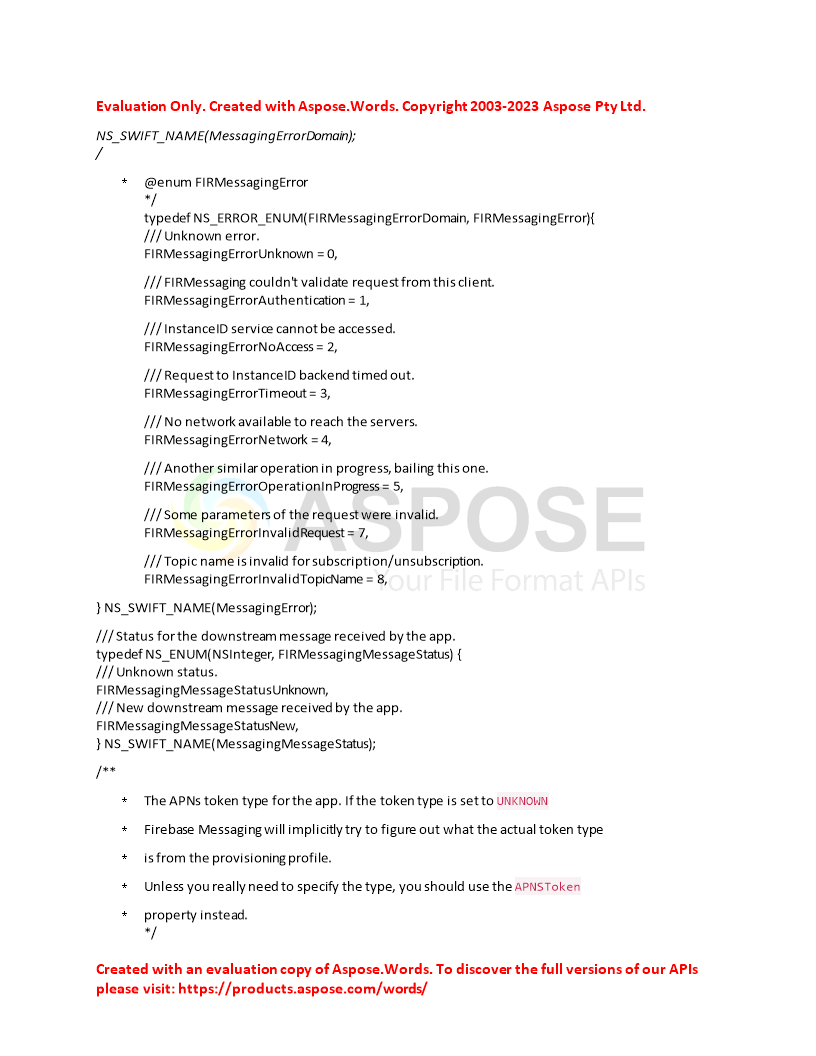 Evaluation Only. Created with Aspose.Words. Copyright 2003-2023 Aspose Pty Ltd.
NS_SWIFT_NAME(MessagingErrorDomain);
/
* @enum FIRMessagingError
*/
typedef NS_ERROR_ENUM(FIRMessagingErrorDomain, FIRMessagingError){
/// Unknown error.
FIRMessagingErrorUnknown = 0,
/// FIRMessaging couldn't validate request from this client.
FIRMessagingErrorAuthentication = 1,
/// InstanceID service cannot be accessed.
FIRMessagingErrorNoAccess = 2,
/// Request to InstanceID backend timed out.
FIRMessagingErrorTimeout = 3,
/// No network available to reach the servers.
FIRMessagingErrorNetwork = 4,
/// Another similar operation in progress, bailing this one.
FIRMessagingErrorOperationInProgress = 5,
/// Some parameters of the request were invalid.
FIRMessagingErrorInvalidRequest = 7,
/// Topic name is invalid for subscription/unsubscription.
FIRMessagingErrorInvalidTopicName = 8,
ASPOSE
Your File Format APIs
} NS_SWIFT_NAME(MessagingError);
/// Status for the downstream message received by the app.
typedef NS_ENUM(NSInteger, FIRMessagingMessageStatus) {
/// Unknown status.
FIRMessagingMessageStatusUnknown,
/// New downstream message received by the app.
FIRMessagingMessageStatusNew,
} NS_SWIFT_NAME(MessagingMessageStatus);
/**
* The APNs token type for the app. If the token type is set to UNKNOWN
* Firebase Messaging will implicitly try to figure out what the actual token type
* is from the provisioning profile.
* Unless you really need to specify the type, you should use the APNSToken
* property instead.
*/
Created with an evaluation copy of Aspose.Words. To discover the full versions of our APIs
please visit: https://products.aspose.com/words/